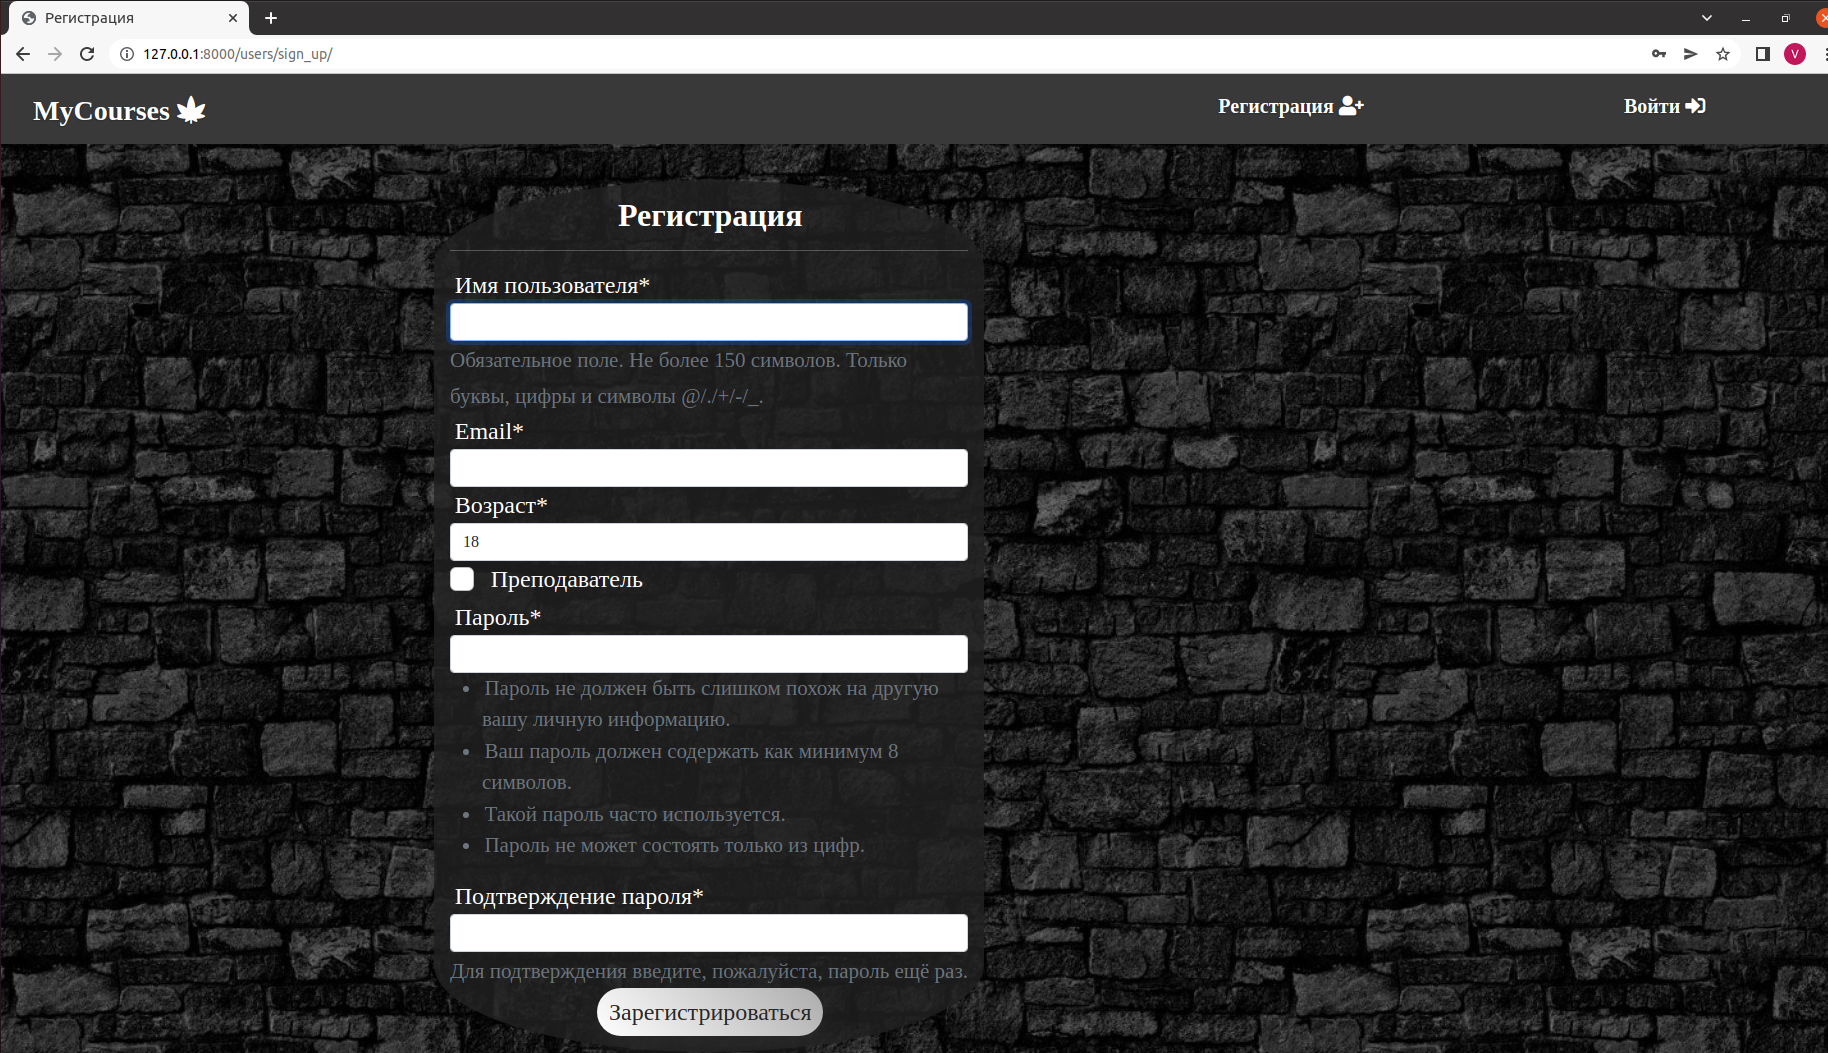 Регистрация
127.0.0.1:8000/users/sign_up/
V
MyCourses
Регистрация
Войти
Регистрация
Имя пользователя*
Обязательное поле. Не более 150 символов. Только
буквы, цифры и символы @/./+/-/_.
Email*
Возраст*
18
Преподаватель
Пароль*
Пароль не должен быть слишком похож на другую
вашу личную информацию.
Ваш пароль должен содержать как минимум 8
символов.
Такой пароль часто используется.
Пароль не может состоять только из цифр.
Подтверждение пароля*
Для подтверждения введите, пожалуйста, пароль ещё раз.
Зарегистрироваться